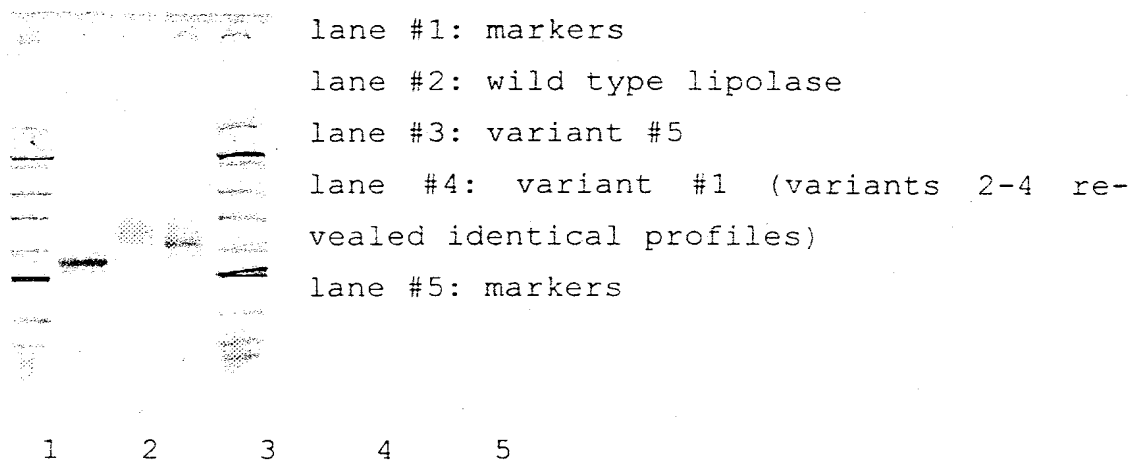 lane #1: markers
lane #2: wild type lipolase
lane #3: variant #5
lane #4: variant #1 (variants 2-4 re-
vealed identical profiles)
lane #5: markers
1 2 3 4 5